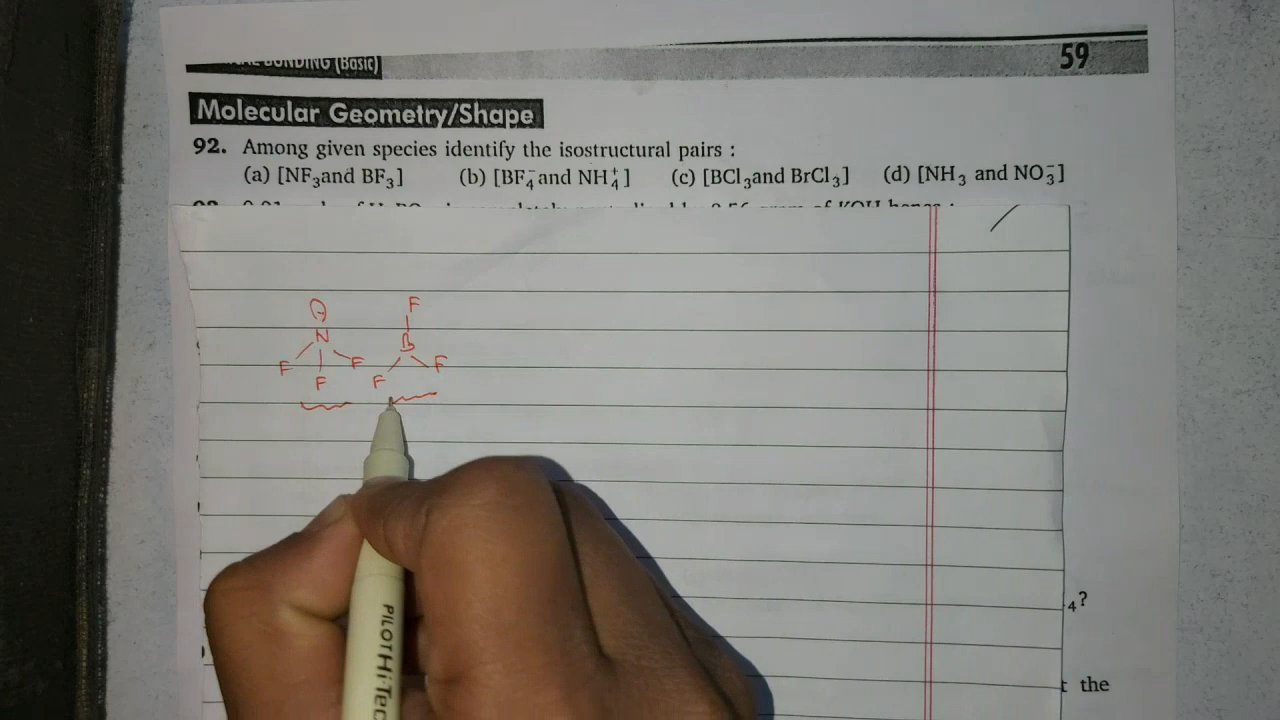 BONDING (Basic)
59
Molecular Geometry/Shape
92. Among given species identify the isostructural pairs :
(a) [NF₃and BF₃] (b) [BF₄⁻and NH₄⁺] (c) [BCl₃and BrCl₃] (d) [NH₃ and NO₃⁻]
F
N B
F F F
F F
4?
the
PILOT Hi-Tec